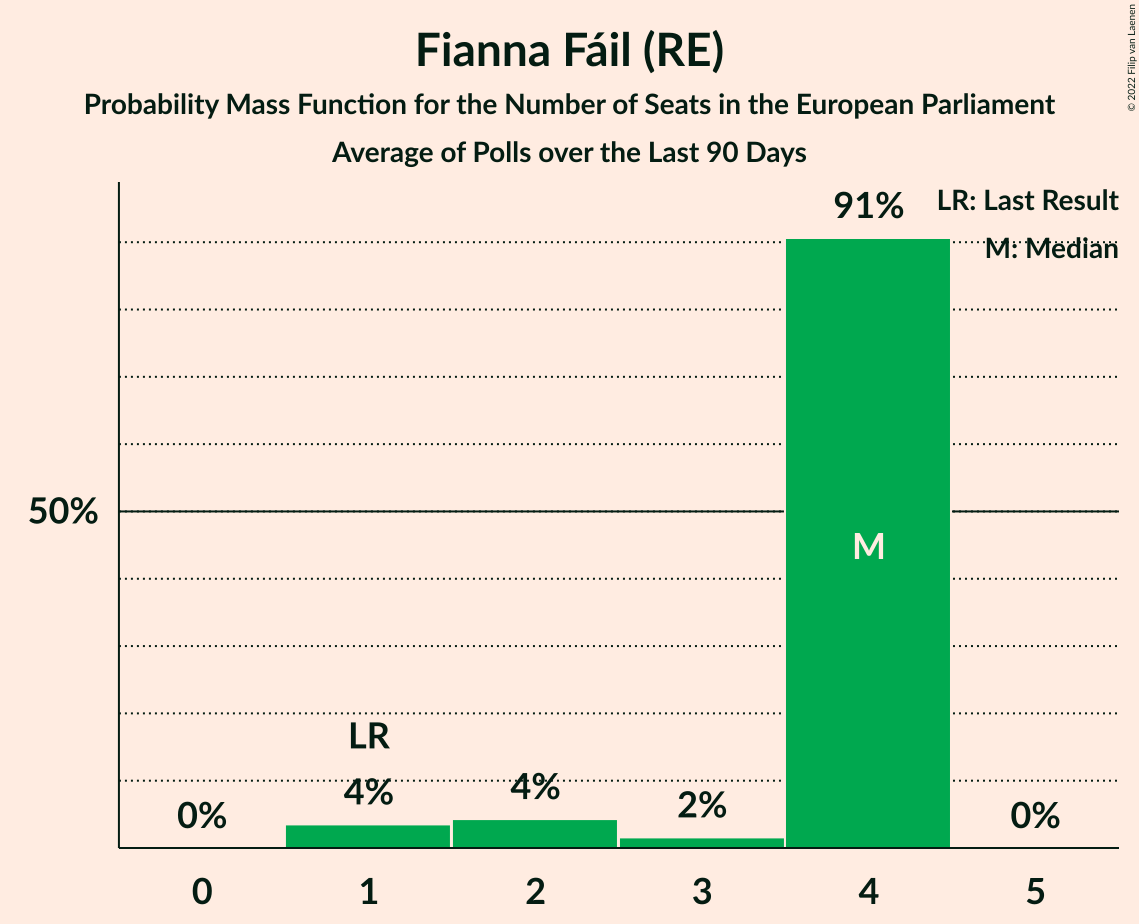 Fianna Fáil (RE)
Probability Mass Function for the Number of Seats in the European Parliament
Average of Polls over the Last 90 Days
© 2022 Filip van Laenen
LR: Last Result
M: Median
91%
50%
M
LR
0%
4%
4%
2%
0%
0
1
2
3
4
5